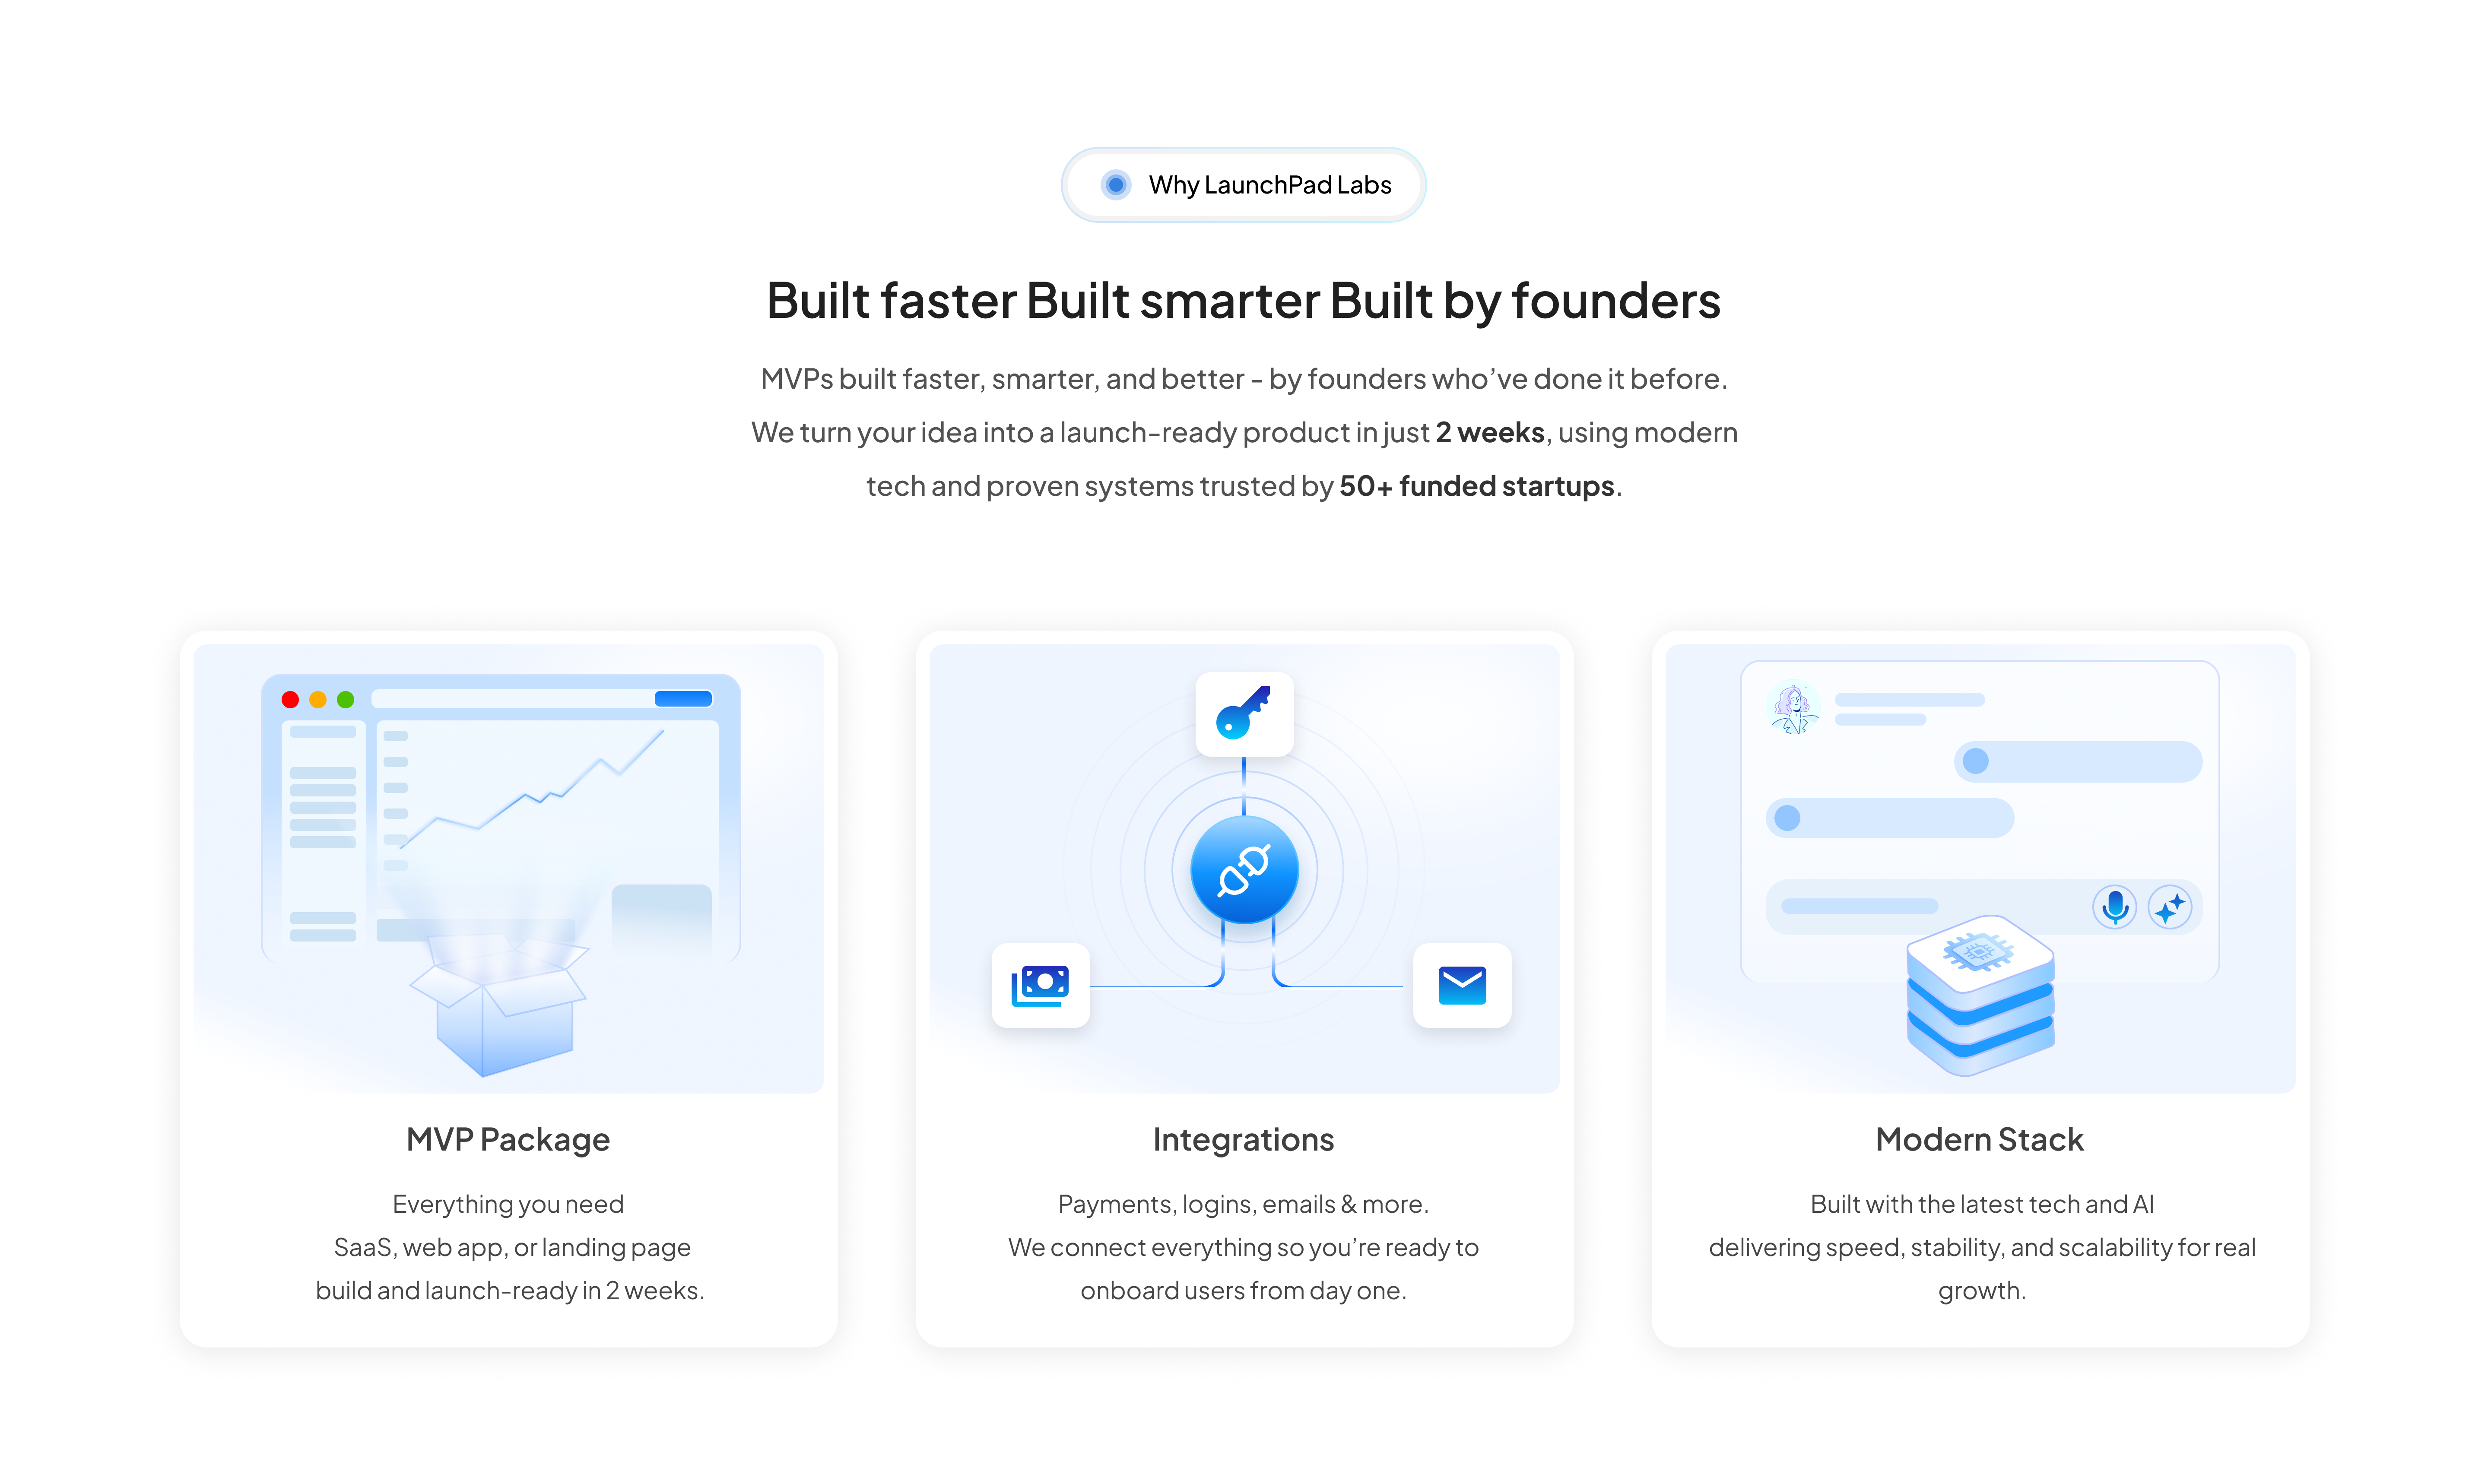 Why LaunchPad Labs
Built faster Built smarter Built by founders
MVPs built faster, smarter, and better - by founders who’ve done it before.
We turn your idea into a launch-ready product in just 2 weeks, using modern
tech and proven systems trusted by 50+ funded startups.
MVP Package
Everything you need
SaaS, web app, or landing page
build and launch-ready in 2 weeks.
Integrations
Payments, logins, emails & more.
We connect everything so you’re ready to
onboard users from day one.
Modern Stack
Built with the latest tech and AI
delivering speed, stability, and scalability for real
growth.